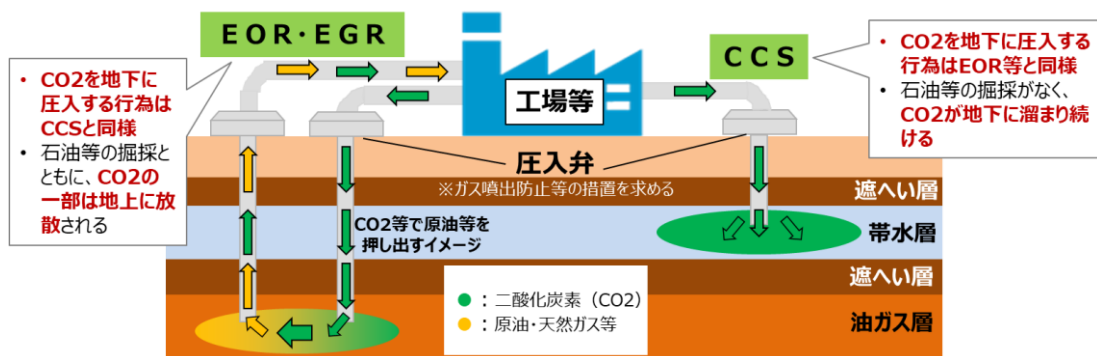 EOR・EGR
• CO2を地下に
圧入する行為は
CCSと同様
• 石油等の掘採と
ともに、CO2の
一部は地上に放
散される
工場等
CCS
• CO2を地下に圧入する
行為はEOR等と同様
• 石油等の掘採がなく、
CO2が地下に溜まり続
ける
圧入弁
※ガス噴出防止等の措置を求める
遮へい層
CO2等で原油等を
押し出すイメージ
帯水層
遮へい層
:二酸化炭素(CO2)
:原油・天然ガス等
油ガス層